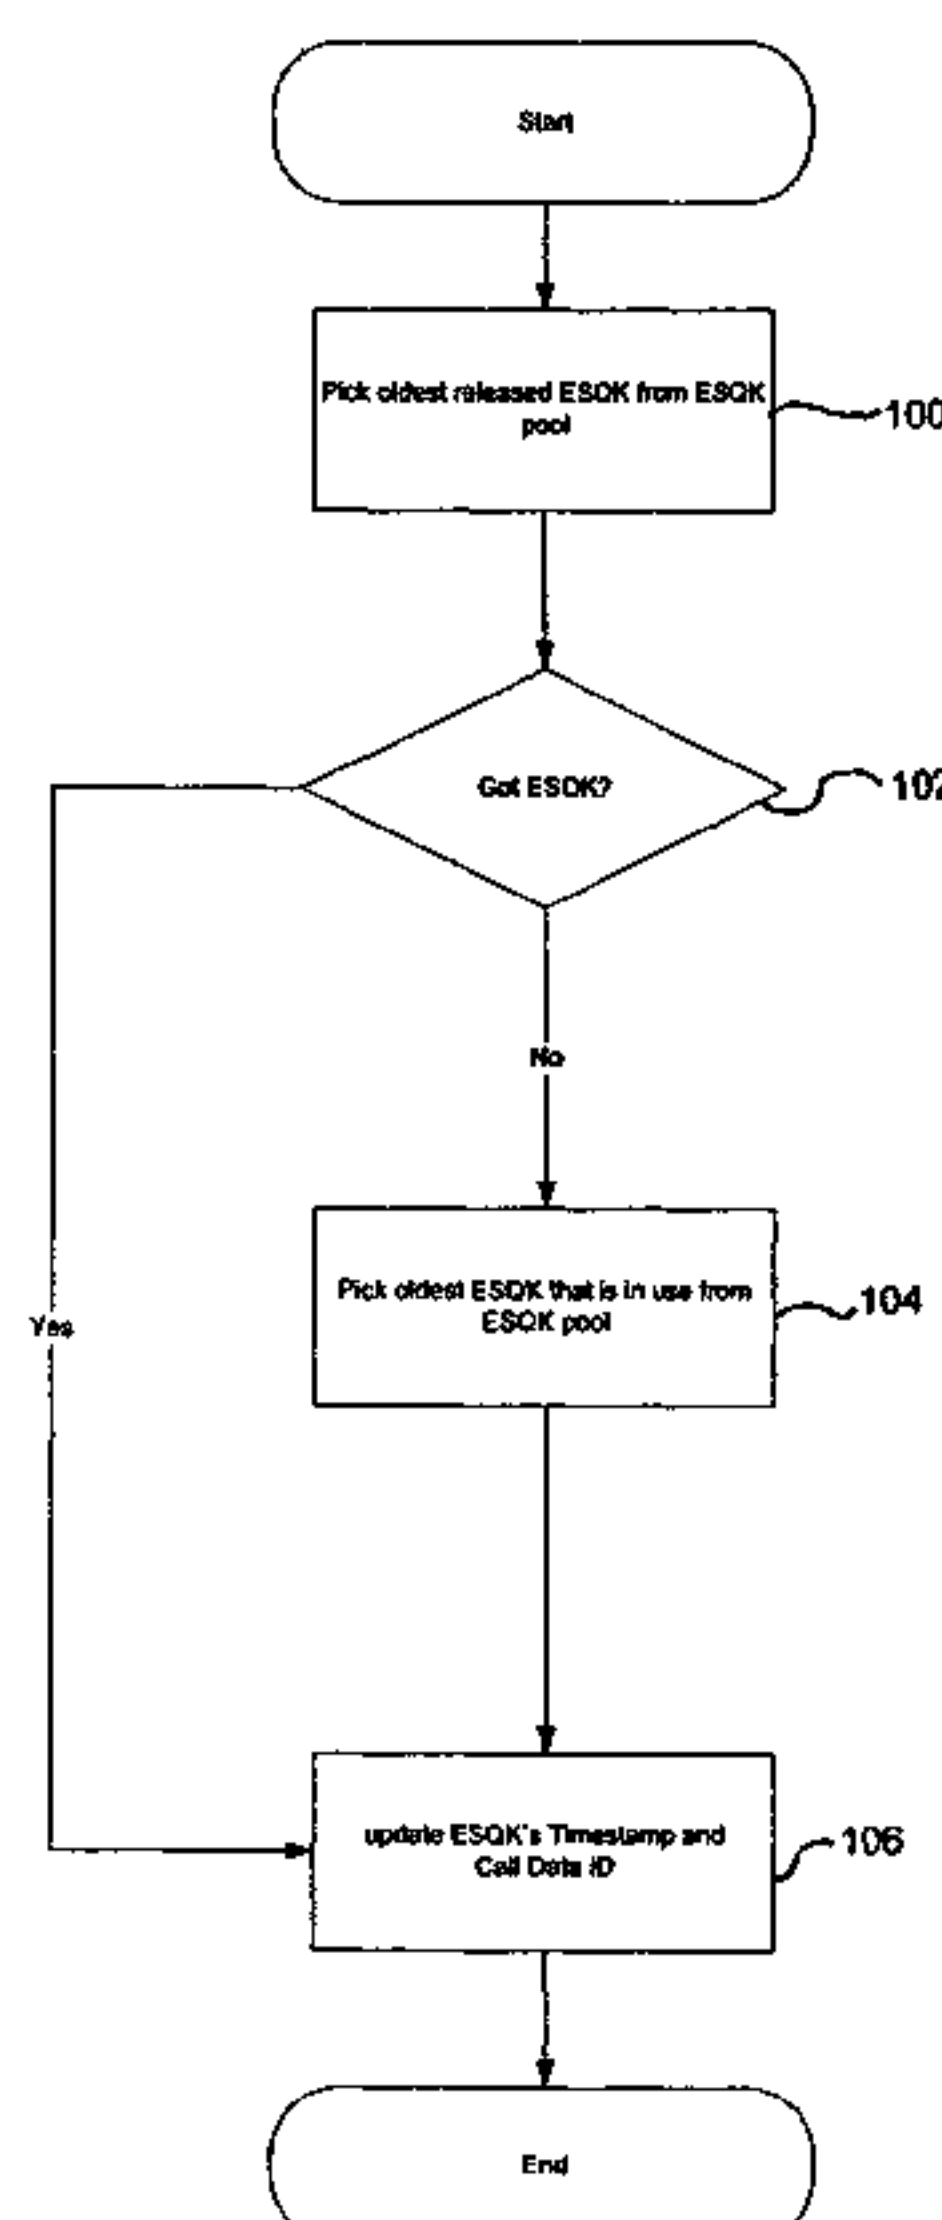 Start
Pick oldest released ESQK from ESQK
pool
100
Got ESQK?
102
No
Pick oldest ESQK that is in use from
ESQK pool
104
Yes
update ESQK's Timestamp and
Call Data ID
106
End